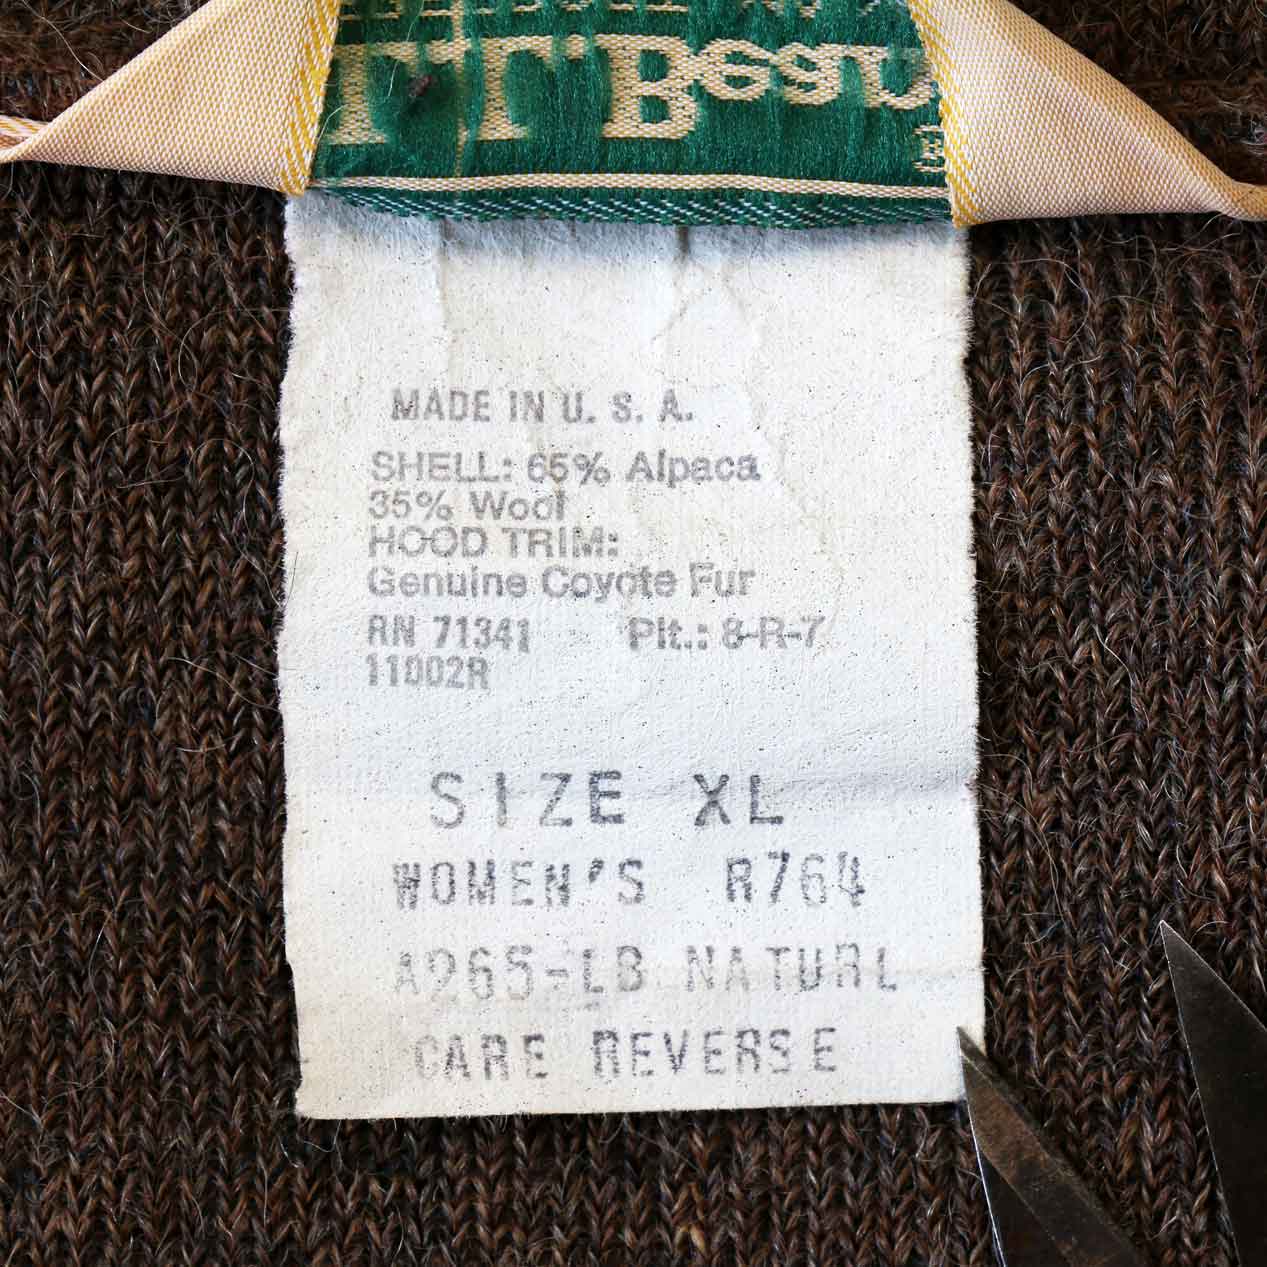 MADE IN U. S. A.
SHELL: 65% Alpaca
35% Wool
HOOD TRIM:
Genuine Coyote Fur
RN 71341 Plt.: 8-R-7
11002R
SIZE XL
WOMEN'S R764
A265-LB NATURL
CARE REVERSE